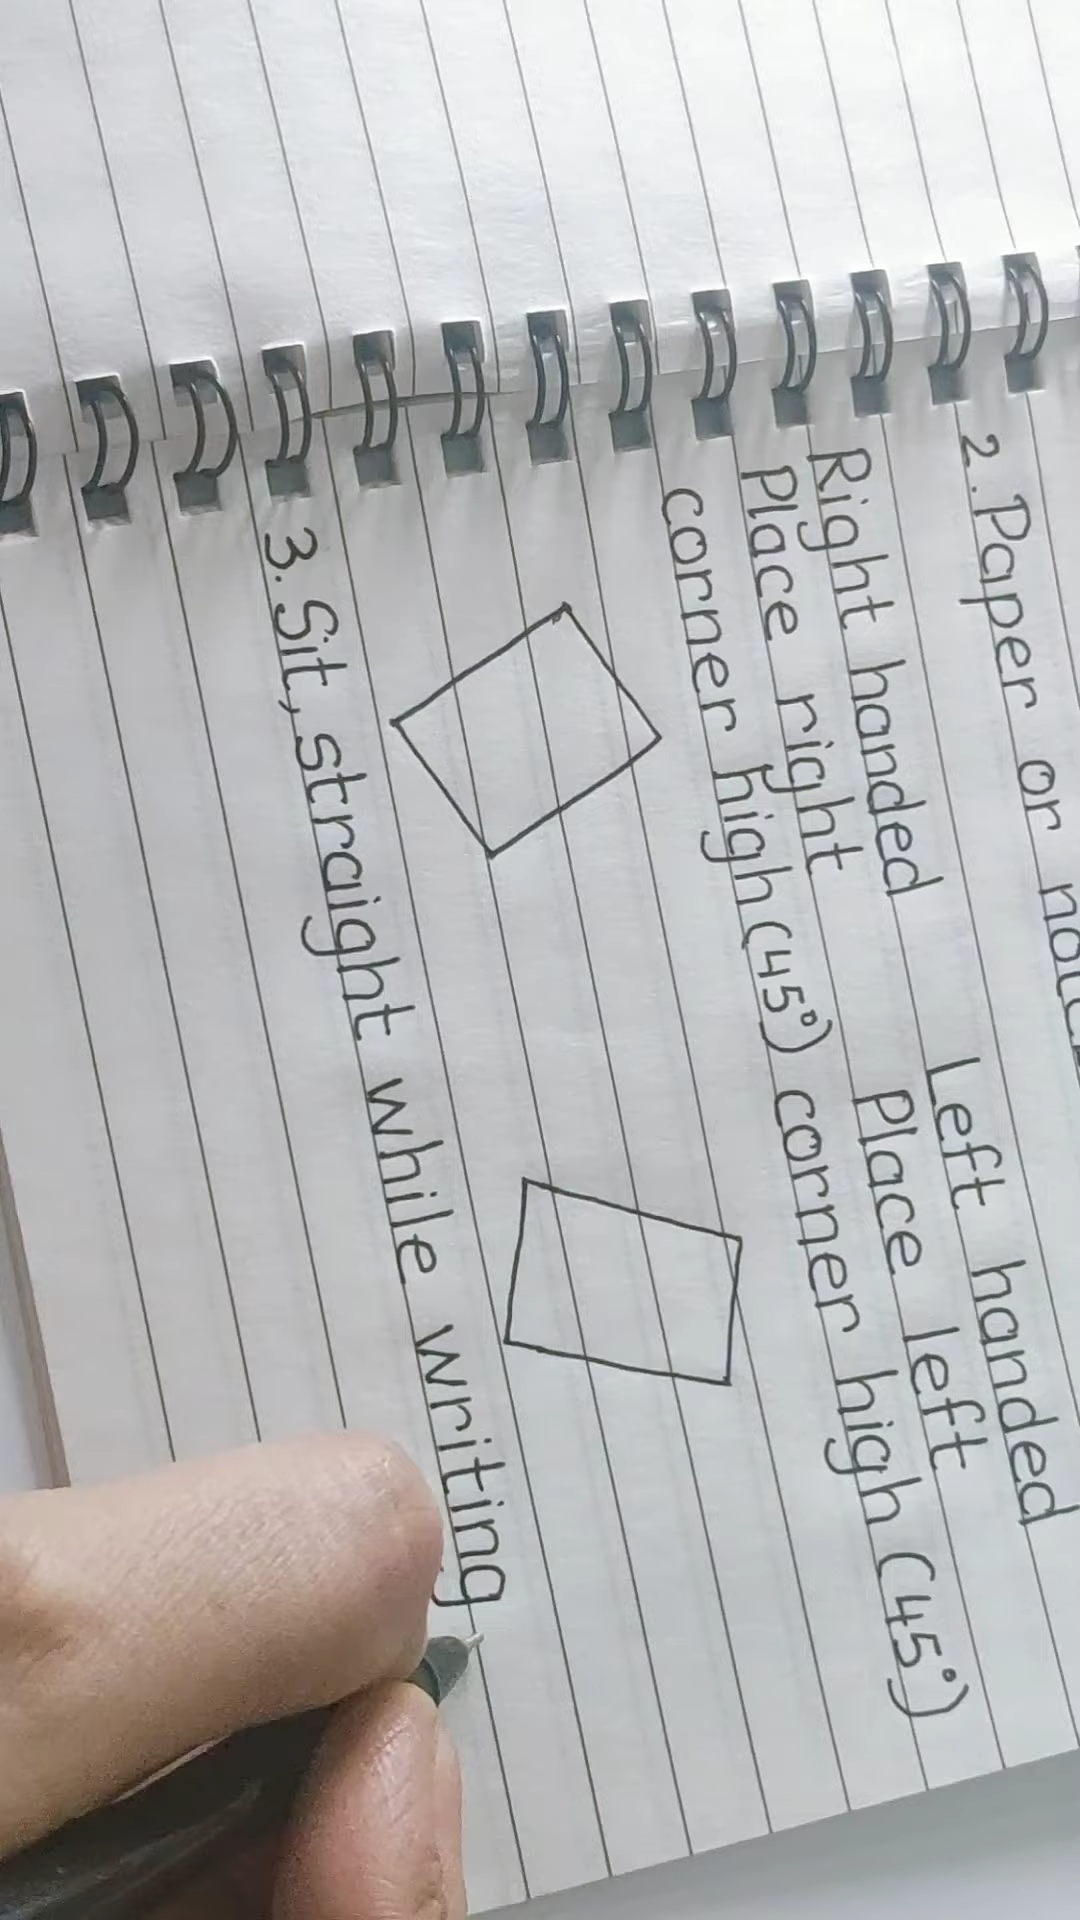 2. Paper or
Right handed Left handed
Place right Place left
corner high (45°) corner high (45°)
3. Sit, straight while writing